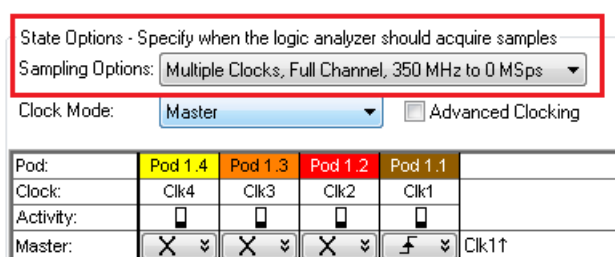 State Options - Specify when the logic analyzer should acquire samples
Sampling Options: Multiple Clocks, Full Channel, 350 MHz to 0 MSps
Clock Mode: Master Advanced Clocking
Pod: Pod 1.4 Pod 1.3 Pod 1.2 Pod 1.1
Clock: Clk4 Clk3 Clk2 Clk1
Activity:
Master: X X X Clk1↑